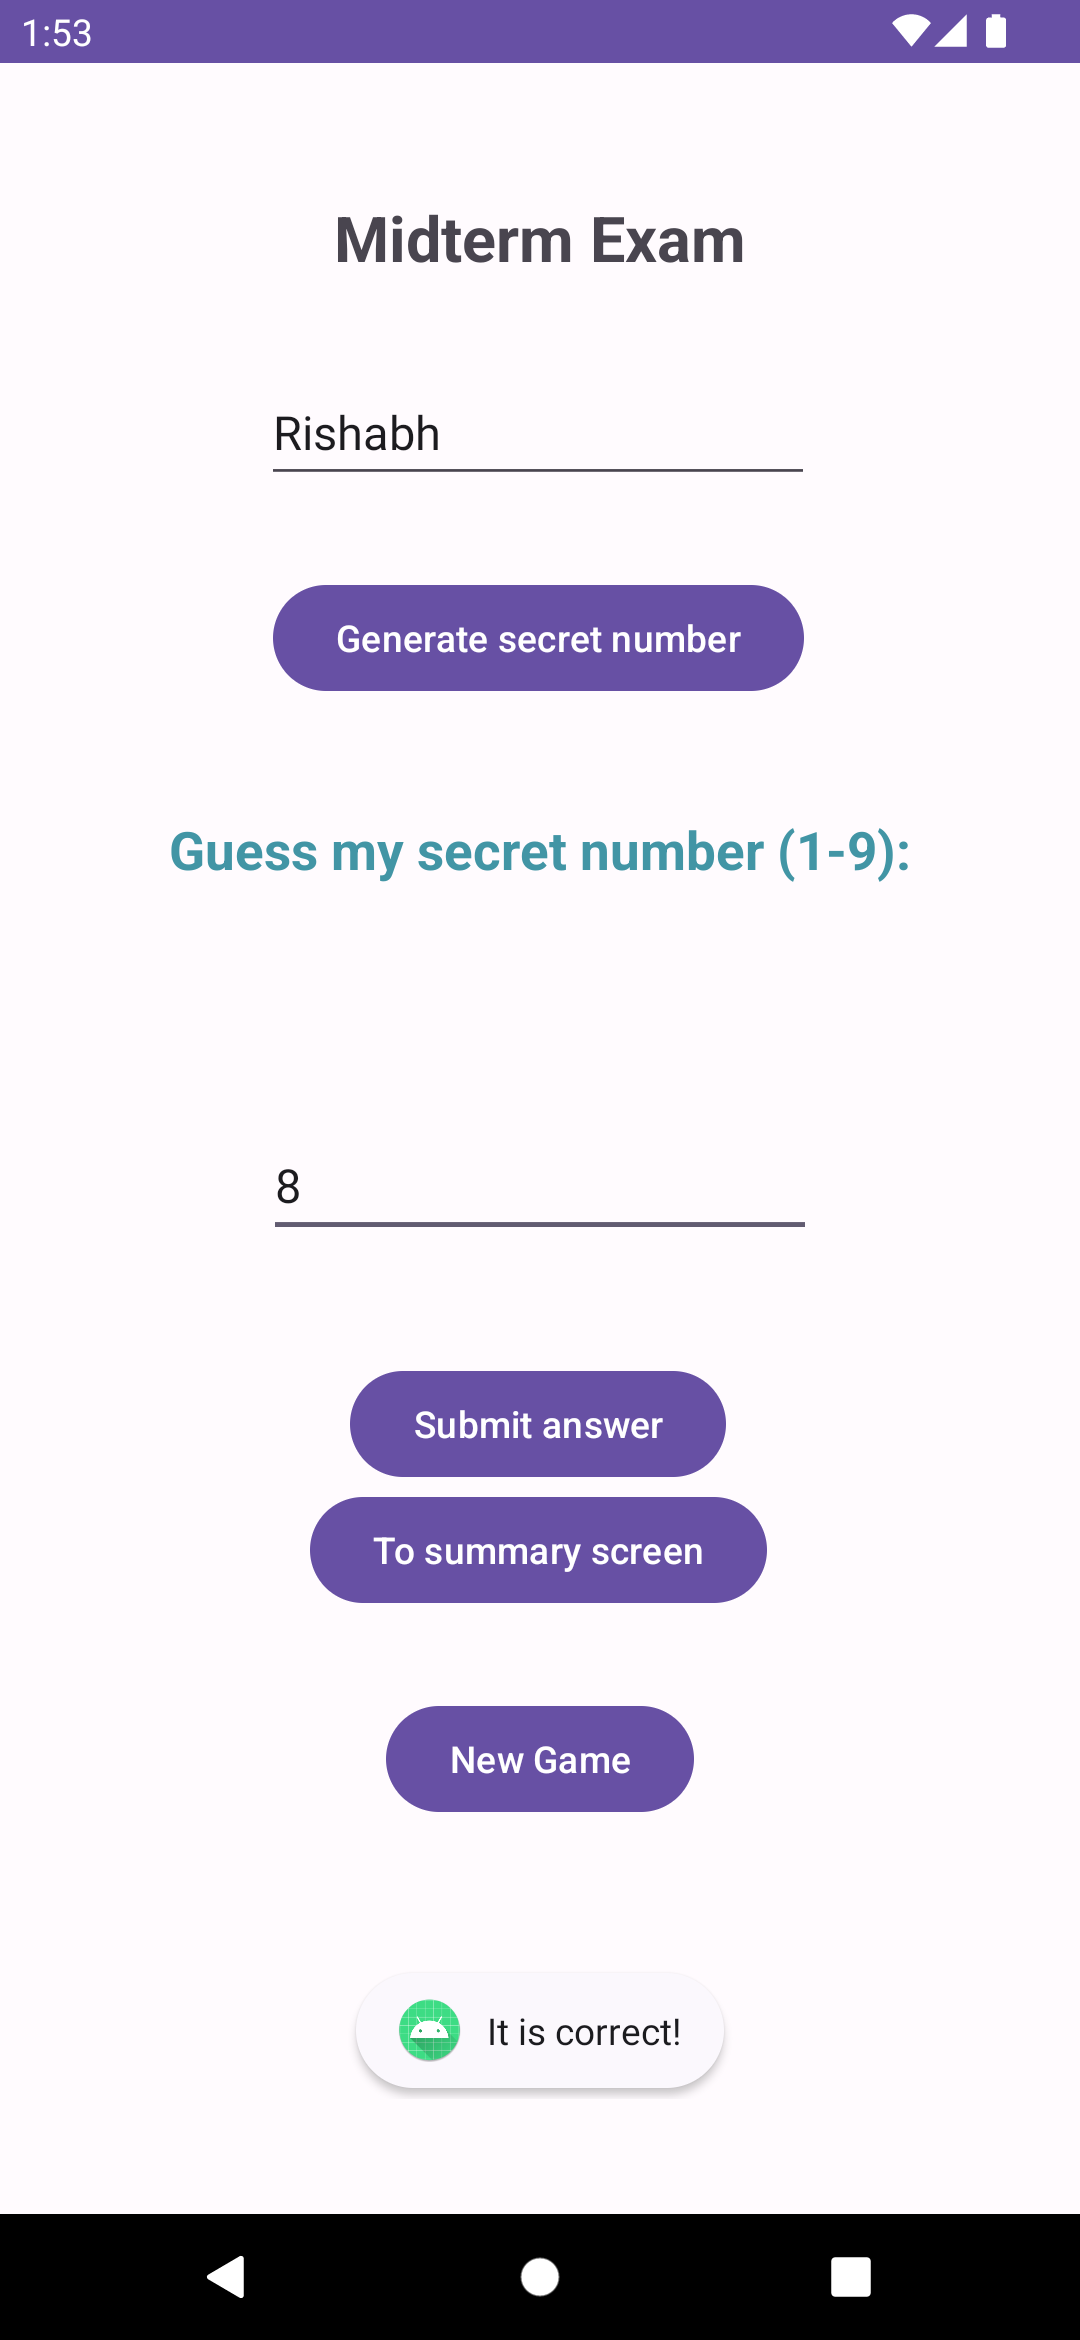 1:53
Midterm Exam
Rishabh
Generate secret number
Guess my secret number (1-9):
8
Submit answer
To summary screen
New Game
It is correct!